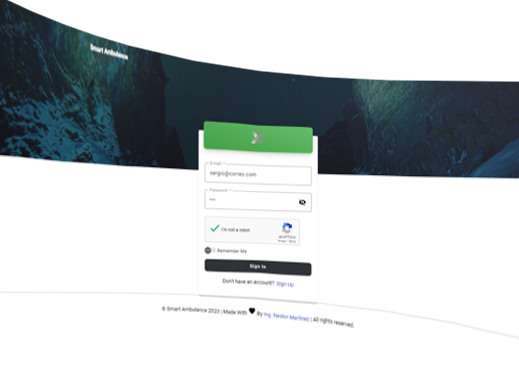 Smart Ambulance
E-mail *
sergio@correo.com
Password *
I'm not a robot
reCAPTCHA
Privacy - Terms
Remember Me
Sign In
Don't have an account? Sign Up
© Smart Ambulance 2023 | Made With By Ing. Nestor Martínez | All rights reserved.